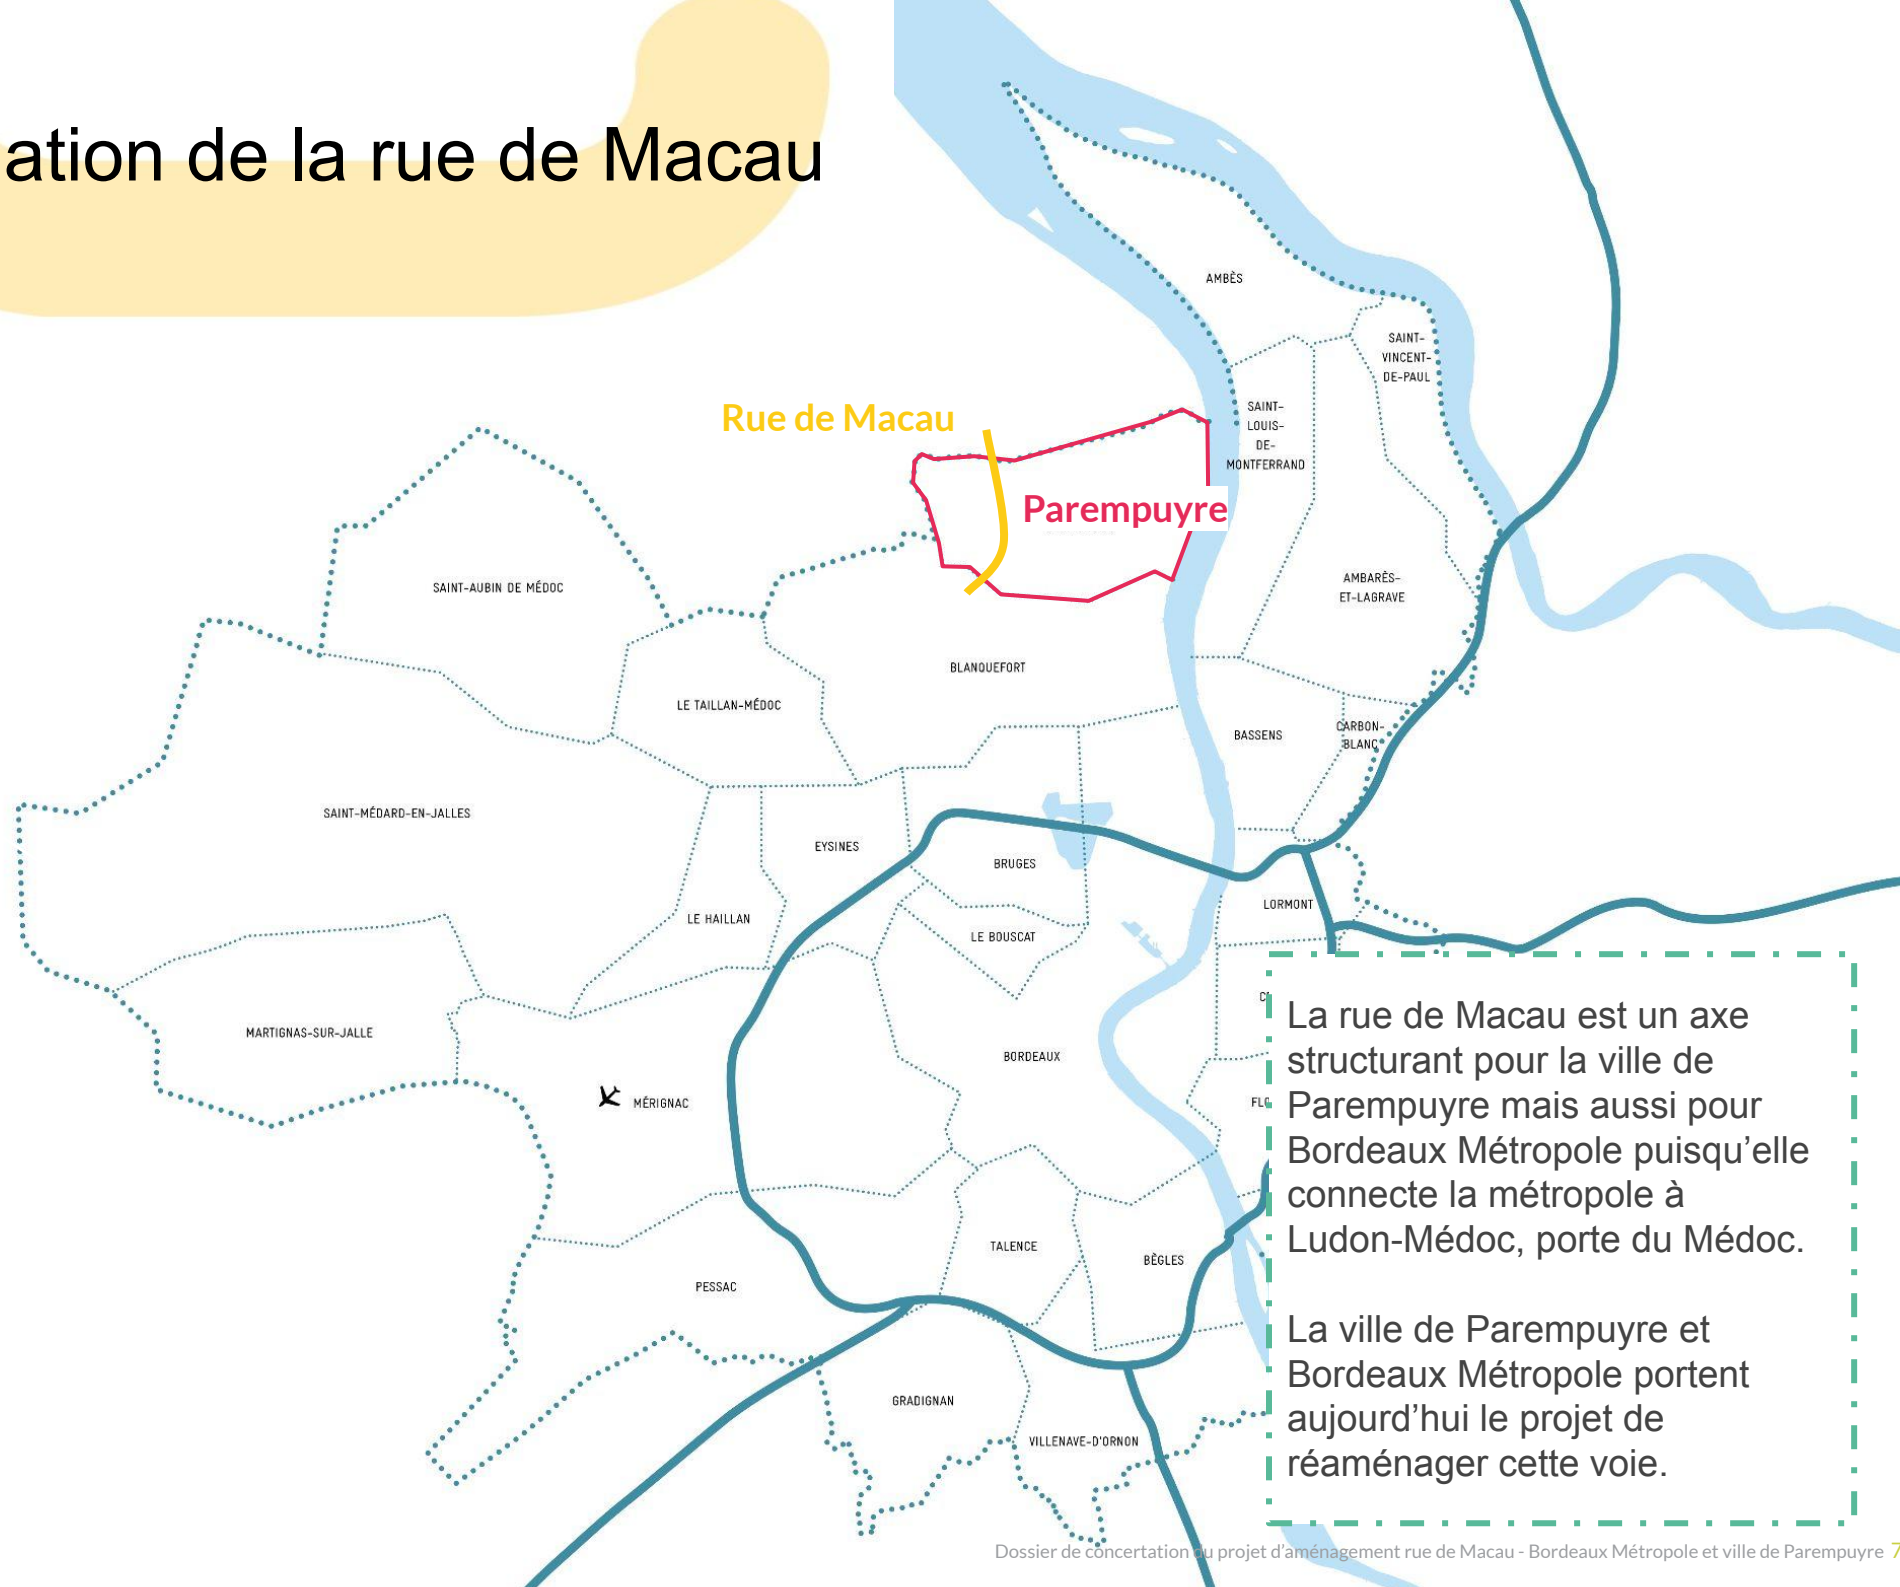 ation de la rue de Macau
AMBÈS
SAINT-
VINCENT-
DE-PAUL
Rue de Macau
SAINT-
LOUIS-
DE-
MONTFERRAND
Parempuyre
SAINT-AUBIN DE MÉDOC
AMBARÈS-
ET-LAGRAVE
BLANQUEFORT
LE TAILLAN-MÉDOC
BASSENS
CARBON-
BLANC
SAINT-MÉDARD-EN-JALLES
EYSINES
BRUGES
LE HAILLAN
LORMONT
LE BOUSCAT
MARTIGNAS-SUR-JALLE
BORDEAUX
MÉRIGNAC
TALENCE
BÈGLES
PESSAC
GRADIGNAN
VILLENAVE-D'ORNON
La rue de Macau est un axe
structurant pour la ville de
Parempuyre mais aussi pour
Bordeaux Métropole puisqu’elle
connecte la métropole à
Ludon-Médoc, porte du Médoc.
La ville de Parempuyre et
Bordeaux Métropole portent
aujourd’hui le projet de
réaménager cette voie.
Dossier de concertation du projet d’aménagement rue de Macau - Bordeaux Métropole et ville de Parempuyre 7